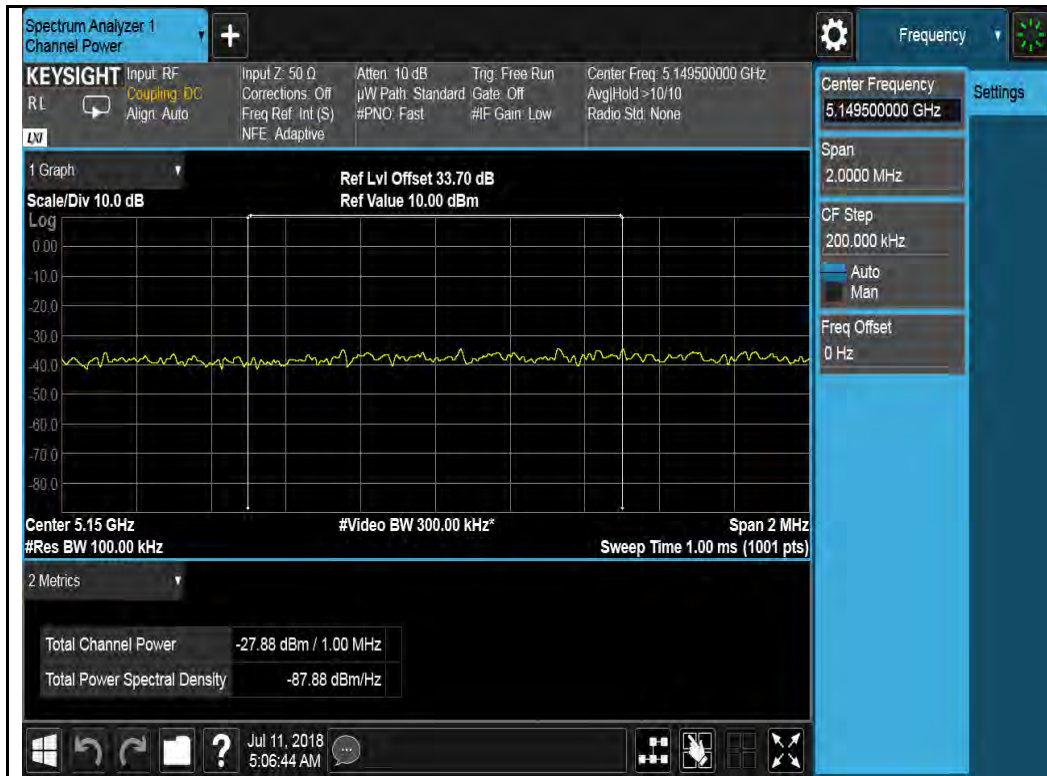 Spectrum Analyzer 1
Channel Power
+
Frequency
KEYSIGHT
R L
LXI
Input: RF
Coupling: DC
Align: Auto
Input Z: 50 Ω
Corrections: Off
Freq Ref: Int (S)
NFE: Adaptive
Atten: 10 dB
µW Path: Standard
#PNO: Fast
Trig: Free Run
Gate: Off
#IF Gain: Low
Center Freq: 5.149500000 GHz
Avg|Hold >10/10
Radio Std: None
Center Frequency
5.149500000 GHz
Settings
Span
2.0000 MHz
CF Step
200.000 kHz
Auto
Man
Freq Offset
0 Hz
1 Graph
Scale/Div 10.0 dB
Ref Lvl Offset 33.70 dB
Ref Value 10.00 dBm
Log
0.00
-10.0
-20.0
-30.0
-40.0
-50.0
-60.0
-70.0
-80.0
Center 5.15 GHz
#Video BW 300.00 kHz*
Span 2 MHz
#Res BW 100.00 kHz
Sweep Time 1.00 ms (1001 pts)
2 Metrics
Total Channel Power -27.88 dBm / 1.00 MHz
Total Power Spectral Density -87.88 dBm/Hz
?
Jul 11, 2018
5:06:44 AM